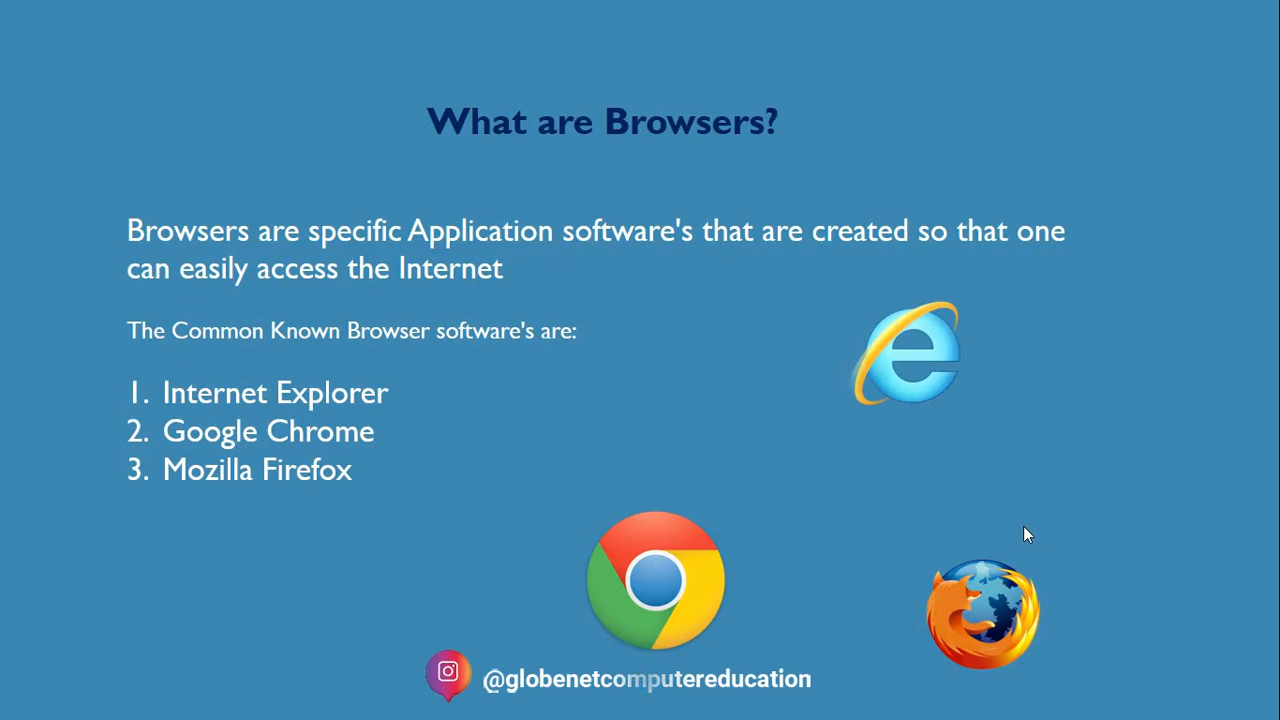 What are Browsers?
Browsers are specific Application software's that are created so that one
can easily access the Internet
The Common Known Browser software's are:
1. Internet Explorer
2. Google Chrome
3. Mozilla Firefox
@globenetcomputereducation